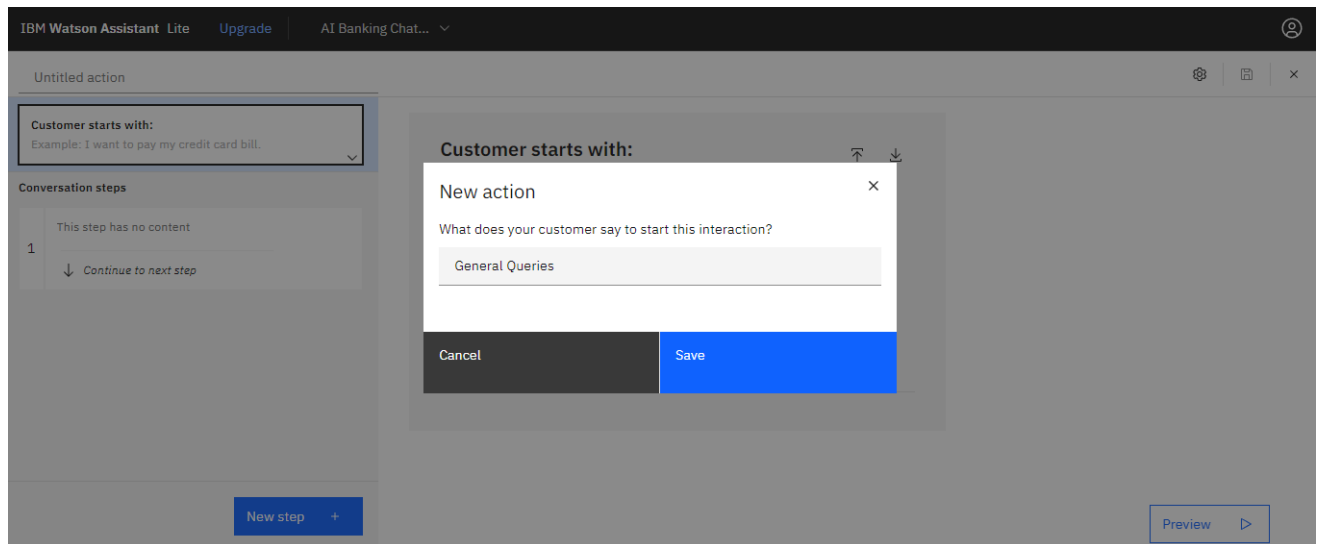 IBM Watson Assistant Lite Upgrade AI Banking Chat...
Untitled action
Customer starts with:
Example: I want to pay my credit card bill.
Conversation steps
1
This step has no content
Continue to next step
New step +
Customer starts with:
New action
What does your customer say to start this interaction?
General Queries
Cancel
Save
Preview